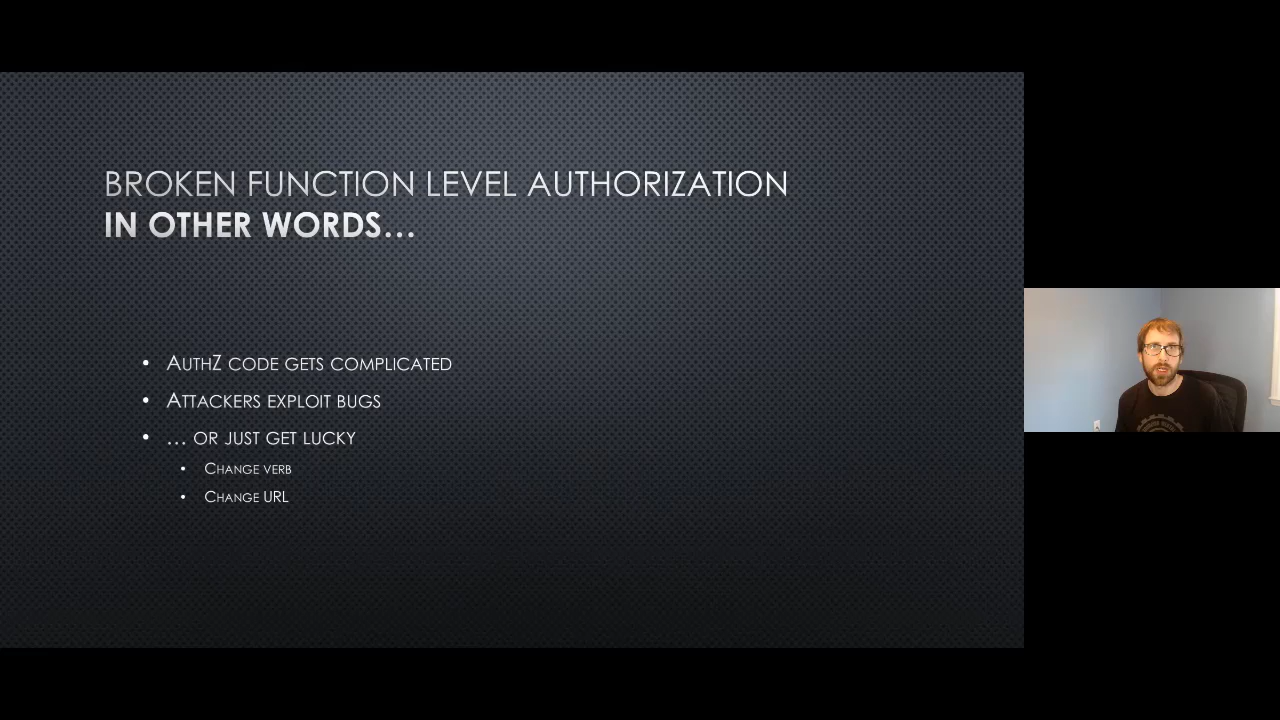 BROKEN FUNCTION LEVEL AUTHORIZATION
IN OTHER WORDS…
• AuthZ code gets complicated
• Attackers exploit bugs
• … or just get lucky
• Change verb
• Change URL